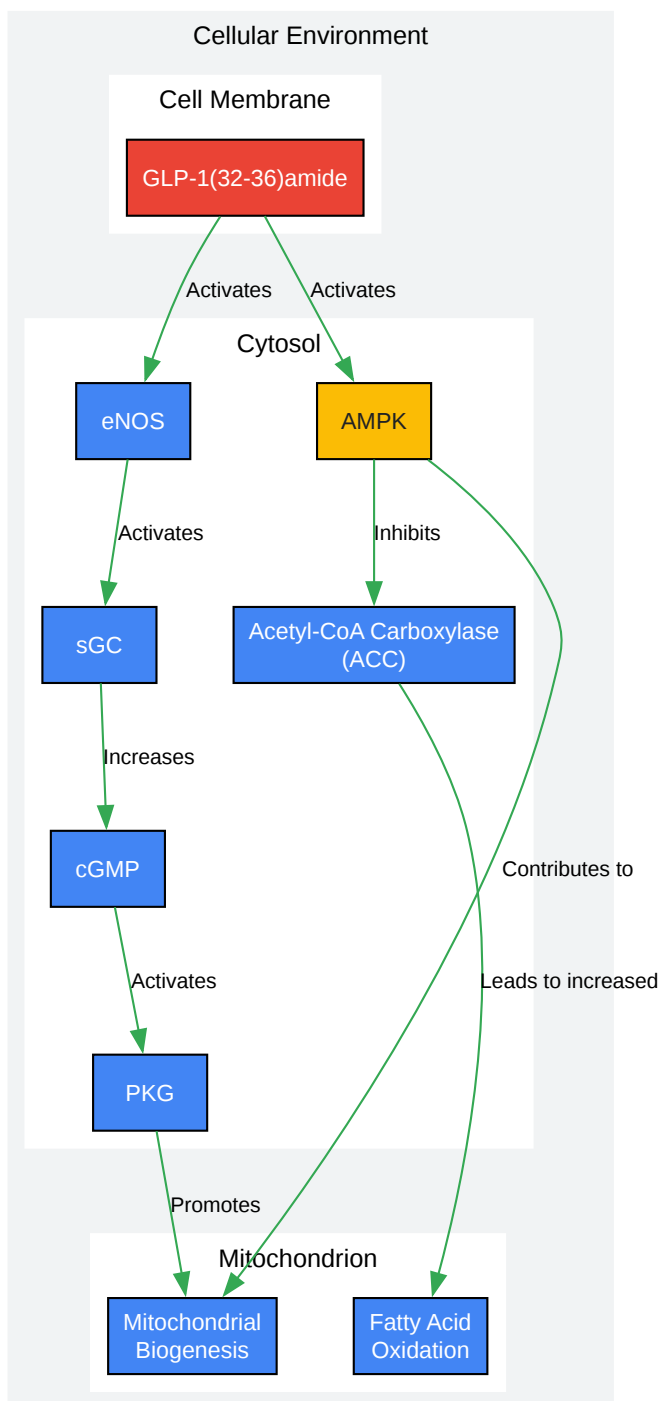 Cellular Environment
Cell Membrane
GLP-1(32-36)amide
Activates
Activates
Cytosol
eNOS
AMPK
Activates
Inhibits
sGC
Acetyl-CoA Carboxylase
(ACC)
Increases
cGMP
Contributes to
Activates
Leads to increased
PKG
Promotes
Mitochondrion
Mitochondrial
Biogenesis
Fatty Acid
Oxidation